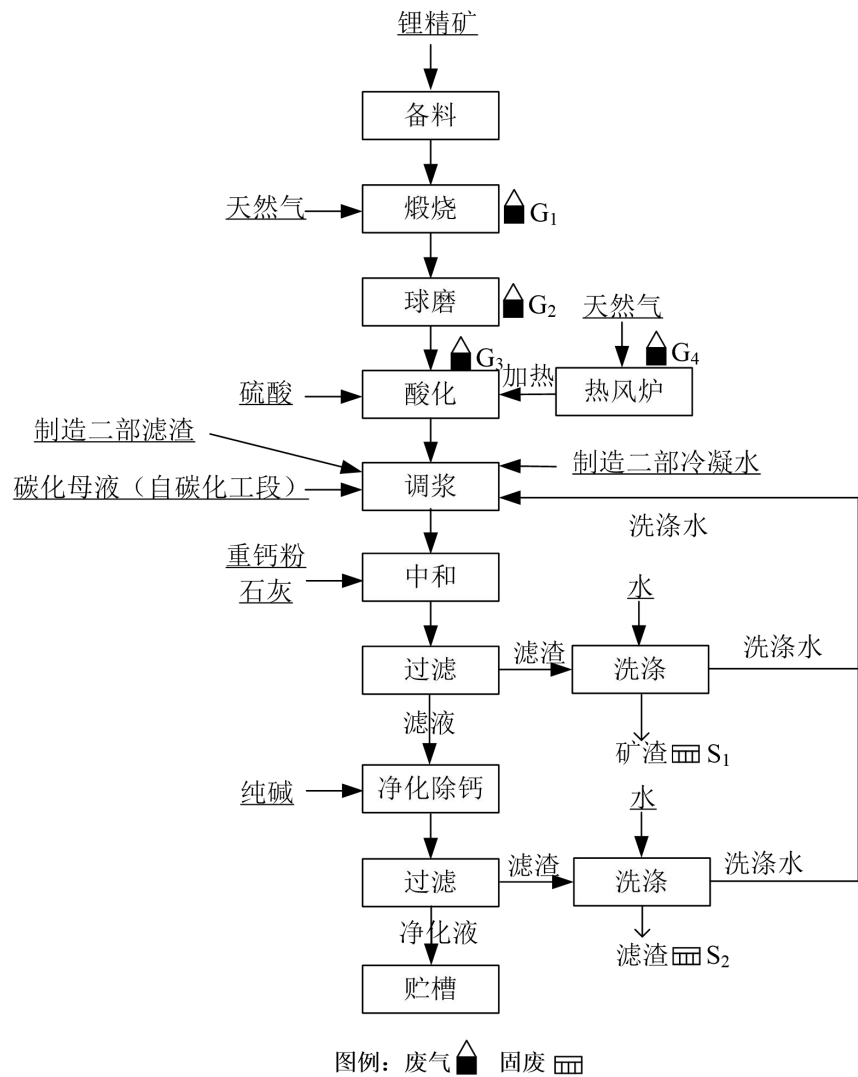 锂精矿
备料
天然气
煅烧
G₁
球磨
G₂
天然气
G₃
G₄
加热
硫酸
酸化
热风炉
制造二部滤渣
制造二部冷凝水
碳化母液（自碳化工段）
调浆
洗涤水
重钙粉
石灰
中和
水
过滤
滤渣
洗涤
洗涤水
滤液
矿渣
S₁
纯碱
净化除钙
水
过滤
滤渣
洗涤
洗涤水
净化液
滤渣
S₂
贮槽
图例：废气 固废